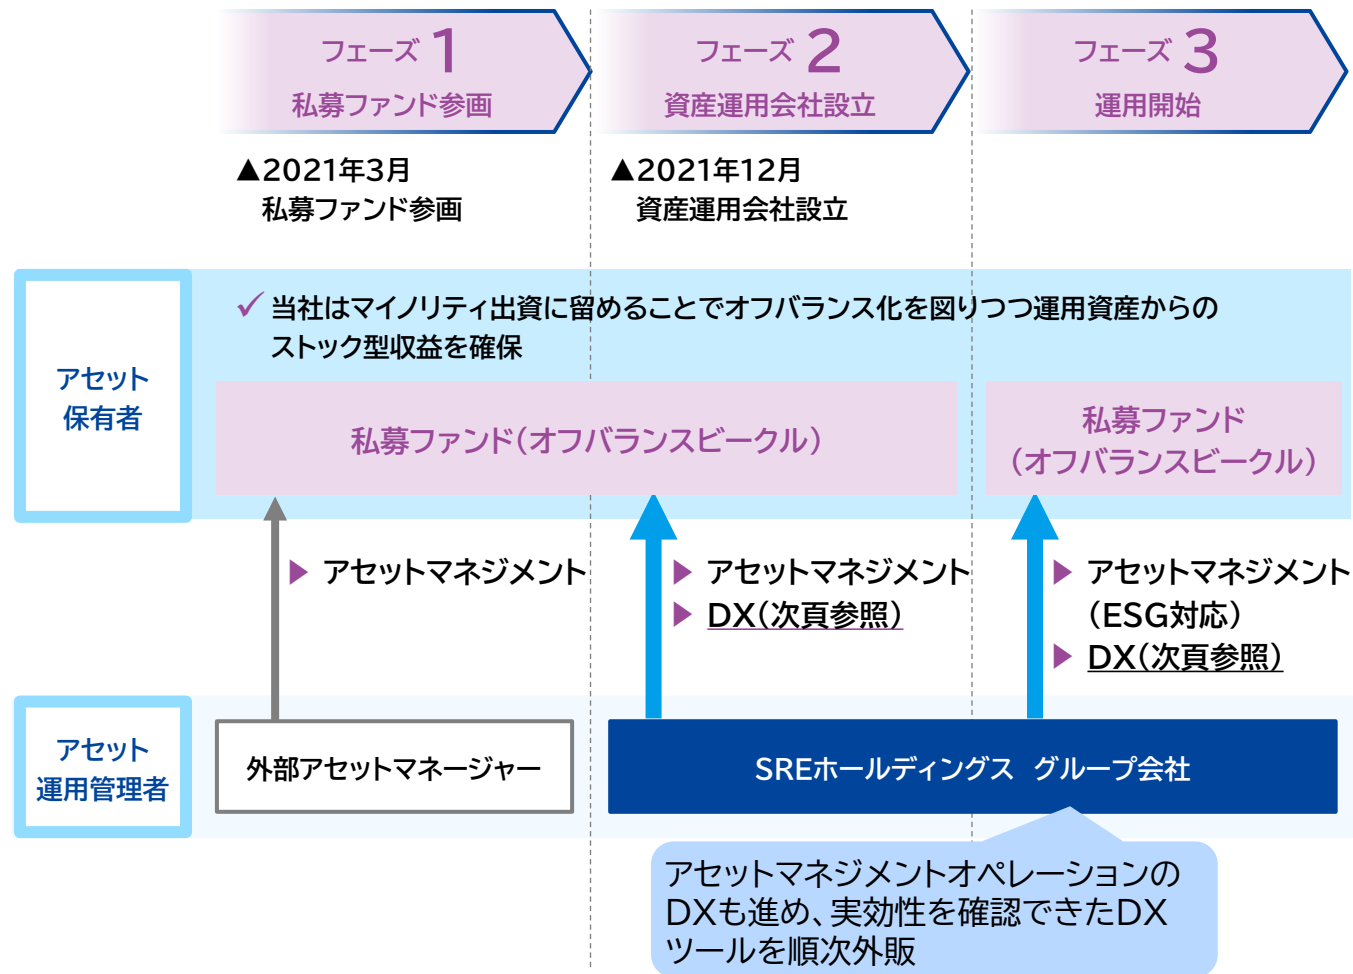 フェーズ 1
私募ファンド参画
フェーズ 2
資産運用会社設立
フェーズ 3
運用開始
▲2021年3月
私募ファンド参画
▲2021年12月
資産運用会社設立
アセット
保有者
✓ 当社はマイノリティ出資に留めることでオフバランス化を図りつつ運用資産からの
ストック型収益を確保
私募ファンド(オフバランスビークル)
私募ファンド
(オフバランスビークル)
▶ アセットマネジメント
▶ アセットマネジメント
▶ DX(次頁参照)
▶ アセットマネジメント
(ESG対応)
▶ DX(次頁参照)
アセット
運用管理者
外部アセットマネージャー
SREホールディングス グループ会社
アセットマネジメントオペレーションの
DXも進め、実効性を確認できたDX
ツールを順次外販